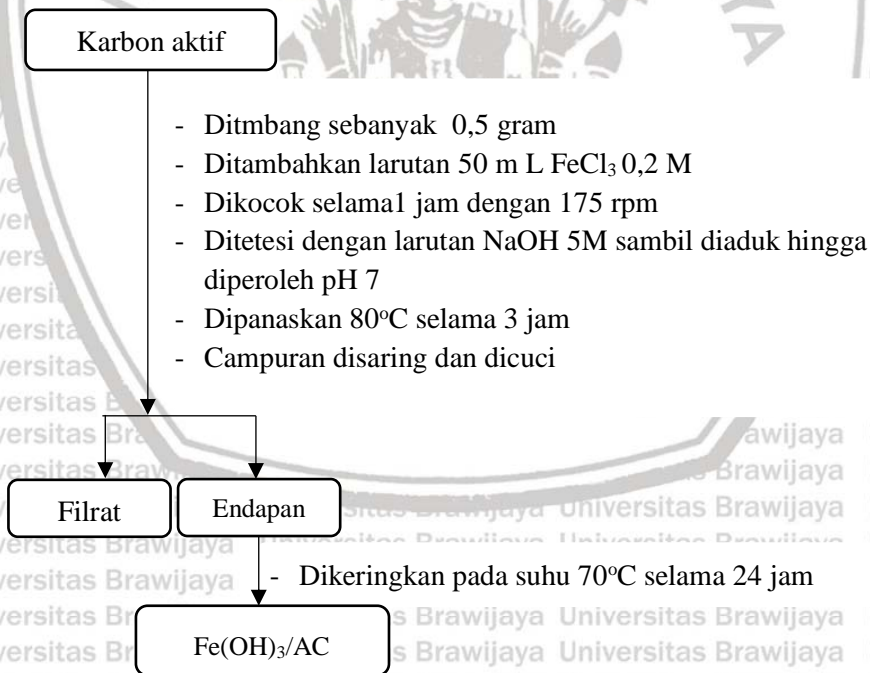 Karbon aktif
- Ditmbang sebanyak 0,5 gram
- Ditambahkan larutan 50 m L FeCl₃ 0,2 M
- Dikocok selama1 jam dengan 175 rpm
- Ditetesi dengan larutan NaOH 5M sambil diaduk hingga
diperoleh pH 7
- Dipanaskan 80°C selama 3 jam
- Campuran disaring dan dicuci
Filrat Endapan
- Dikeringkan pada suhu 70°C selama 24 jam
Fe(OH)₃/AC